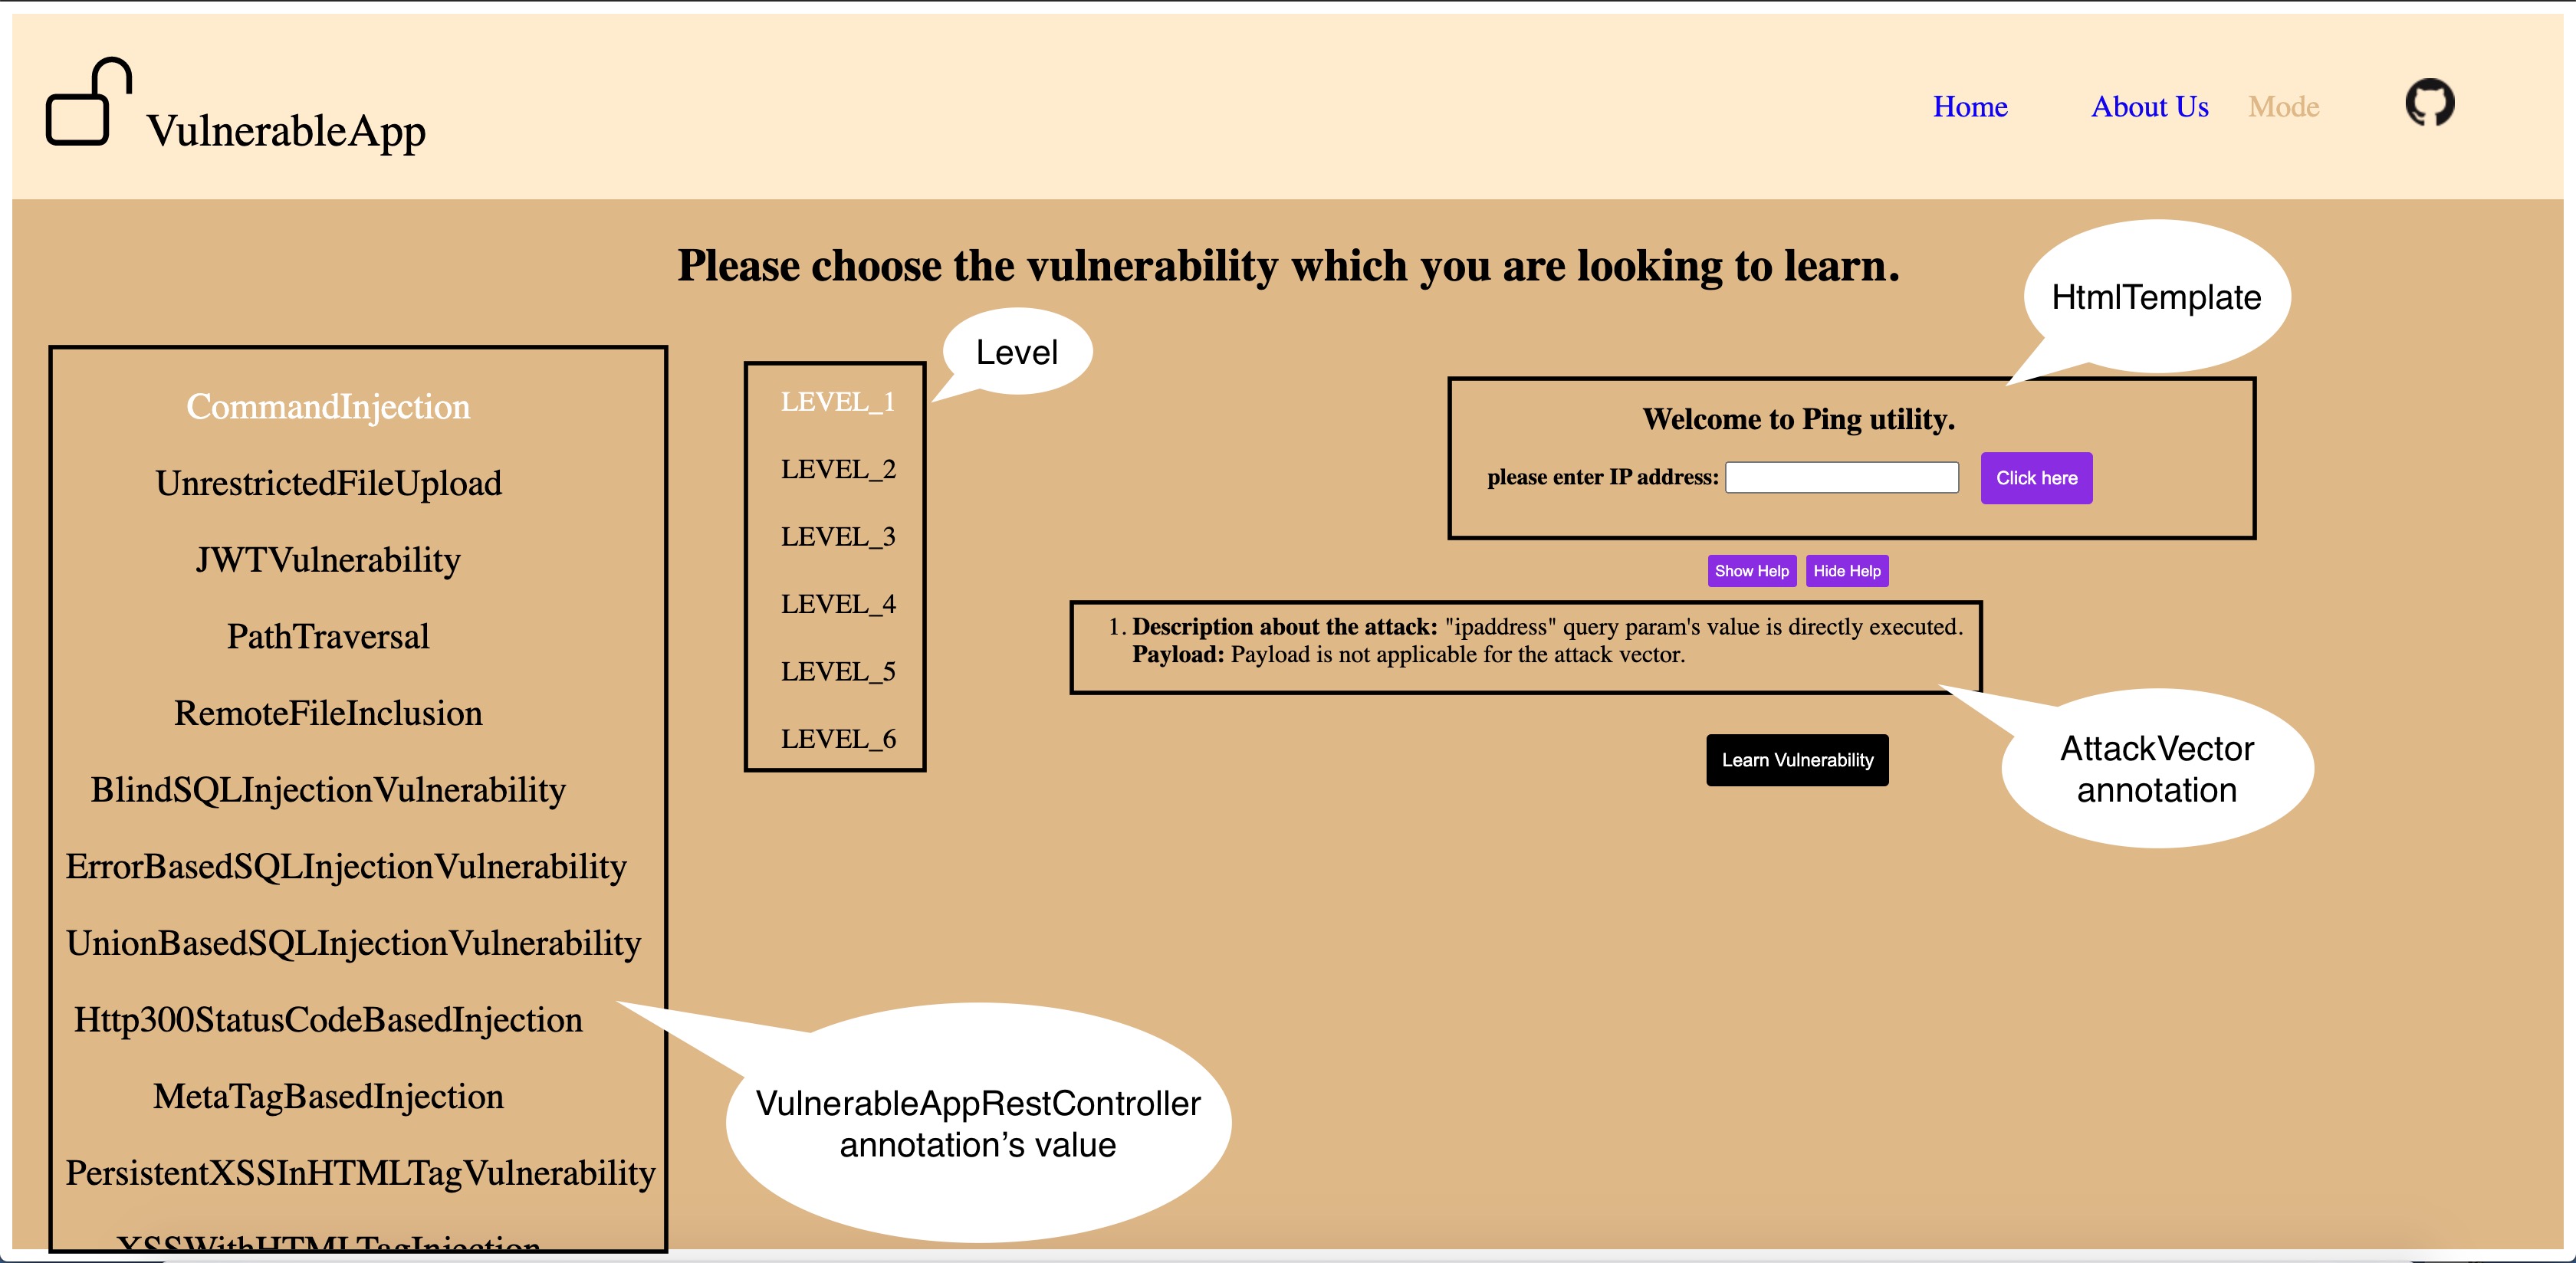 VulnerableApp
Home About Us Mode
Please choose the vulnerability which you are looking to learn.
CommandInjection
UnrestrictedFileUpload
JWTVulnerability
PathTraversal
RemoteFileInclusion
BlindSQLInjectionVulnerability
ErrorBasedSQLInjectionVulnerability
UnionBasedSQLInjectionVulnerability
Http300StatusCodeBasedInjection
MetaTagBasedInjection
PersistentXSSInHTMLTagVulnerability
XSSWithHTMLTagInjection
VulnerableAppRestController
annotation’s value
LEVEL_1
LEVEL_2
LEVEL_3
LEVEL_4
LEVEL_5
LEVEL_6
Level
HtmlTemplate
Welcome to Ping utility.
please enter IP address: Click here
Show Help Hide Help
1. Description about the attack: "ipaddress" query param's value is directly executed.
Payload: Payload is not applicable for the attack vector.
AttackVector
annotation
Learn Vulnerability